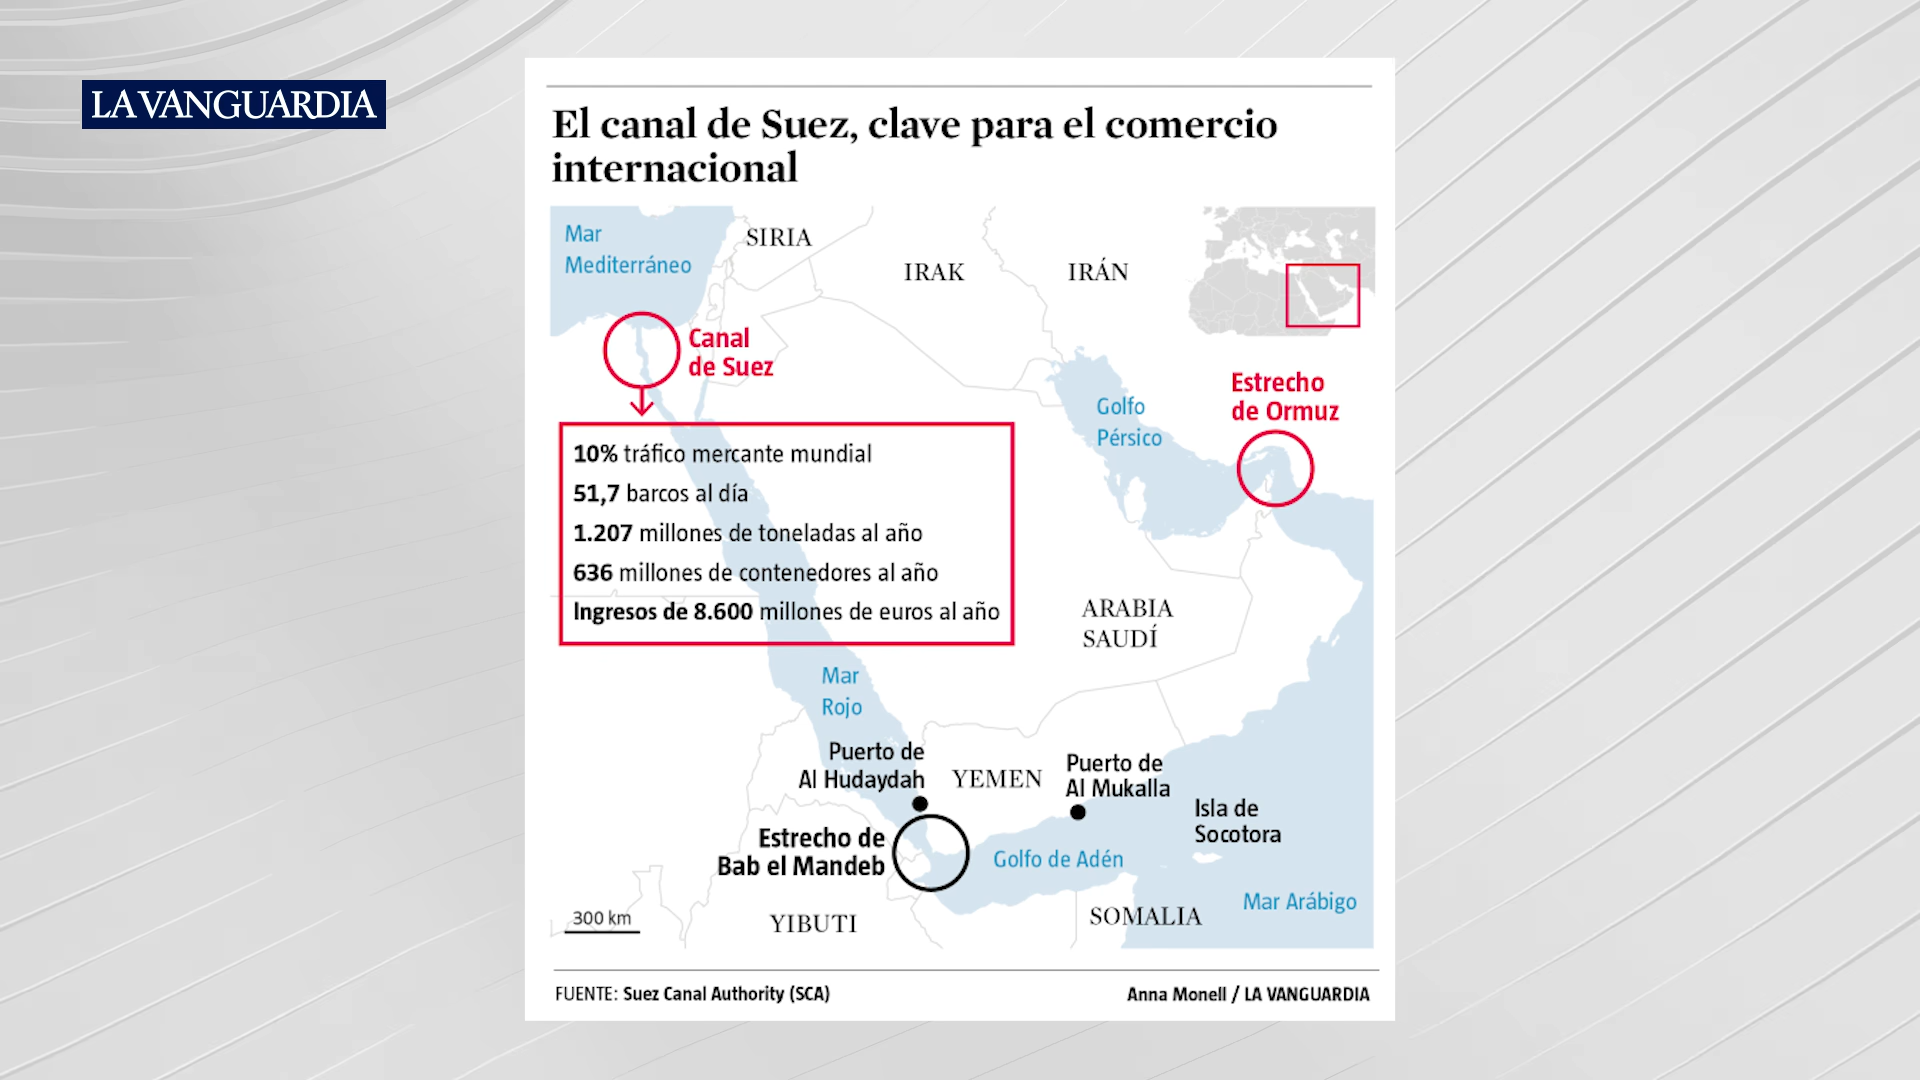 LA VANGUARDIA
El canal de Suez, clave para el comercio
internacional
Mar
Mediterráneo
SIRIA
IRAK
IRÁN
Canal
de Suez
Estrecho
de Ormuz
Golfo
Pérsico
10% tráfico mercante mundial
51,7 barcos al día
1.207 millones de toneladas al año
636 millones de contenedores al año
Ingresos de 8.600 millones de euros al año
ARABIA
SAUDÍ
Mar
Rojo
Puerto de
Al Hudaydah
YEMEN
Puerto de
Al Mukalla
Isla de
Socotora
Estrecho de
Bab el Mandeb
Golfo de Adén
Mar Arábigo
300 km
YIBUTI
SOMALIA
FUENTE: Suez Canal Authority (SCA)
Anna Monell / LA VANGUARDIA